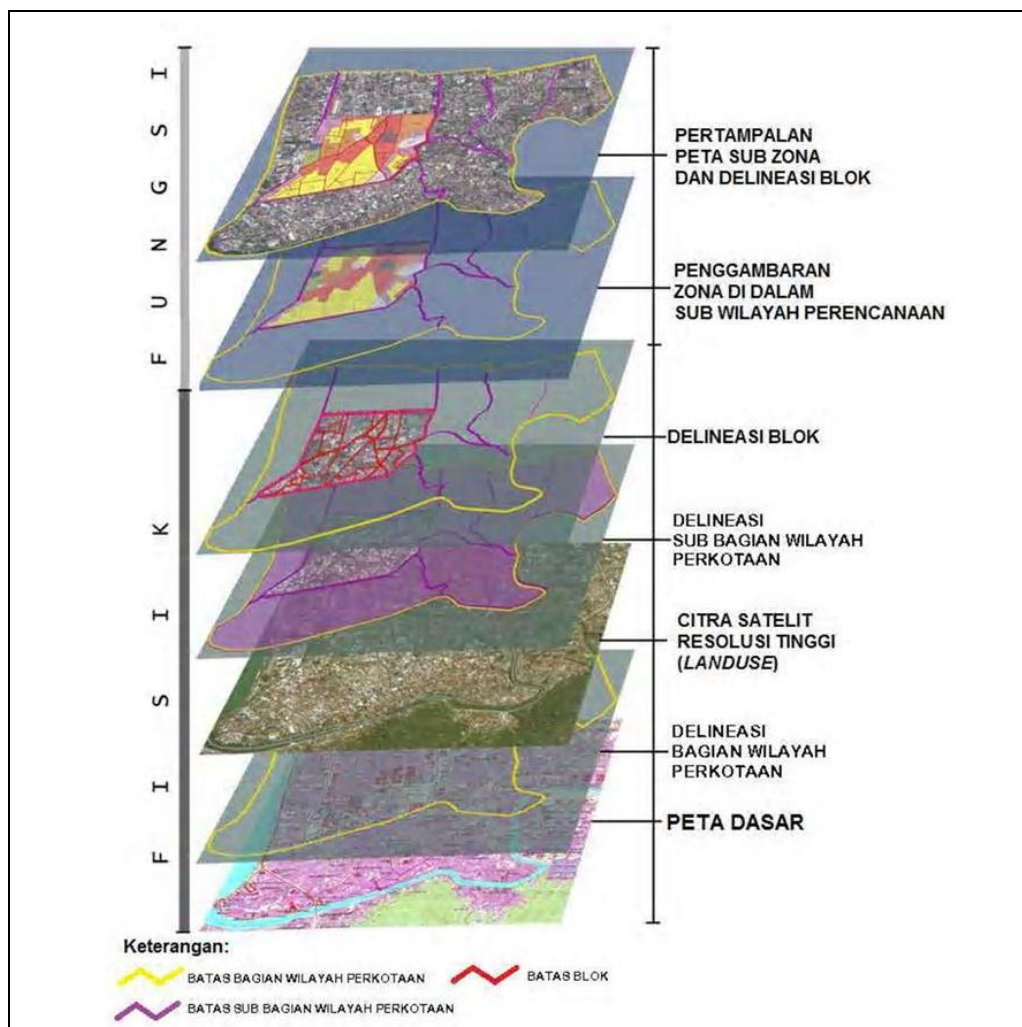 F U N G S I
F I S I K
PERTAMPALAN
PETA SUB ZONA
DAN DELINEASI BLOK
PENGGAMBARAN
ZONA DI DALAM
SUB WILAYAH PERENCANAAN
DELINEASI BLOK
DELINEASI
SUB BAGIAN WILAYAH
PERKOTAAN
CITRA SATELIT
RESOLUSI TINGGI
(LANDUSE)
DELINEASI
BAGIAN WILAYAH
PERKOTAAN
PETA DASAR
Keterangan:
BATAS BAGIAN WILAYAH PERKOTAAN
BATAS BLOK
BATAS SUB BAGIAN WILAYAH PERKOTAAN